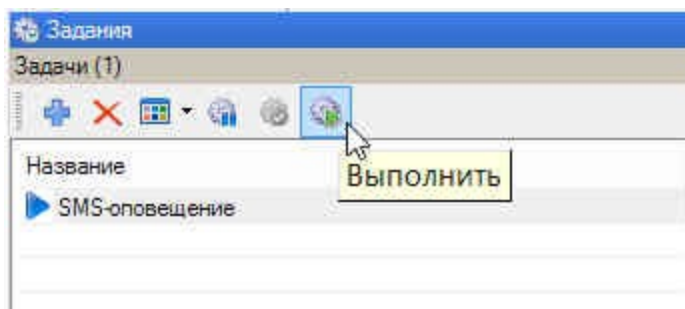 Задания
Задачи (1)
Название
Выполнить
SMS-оповещение